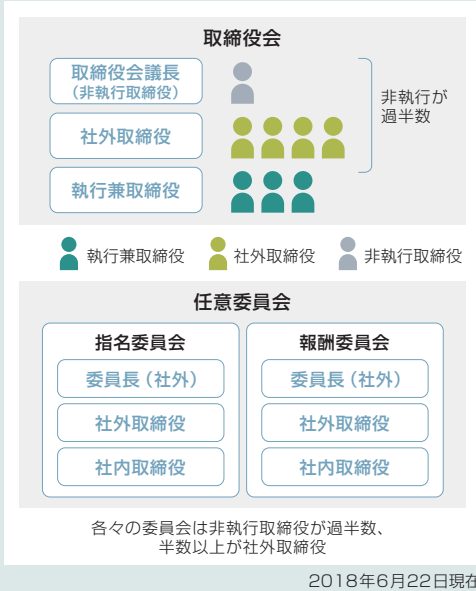 取締役会
取締役会議長
（非執行取締役）
非執行が
過半数
社外取締役
執行兼取締役
執行兼取締役 社外取締役 非執行取締役
任意委員会
指名委員会 報酬委員会
委員長（社外） 委員長（社外）
社外取締役 社外取締役
社内取締役 社内取締役
各々の委員会は非執行取締役が過半数、
半数以上が社外取締役
2018年6月22日現在